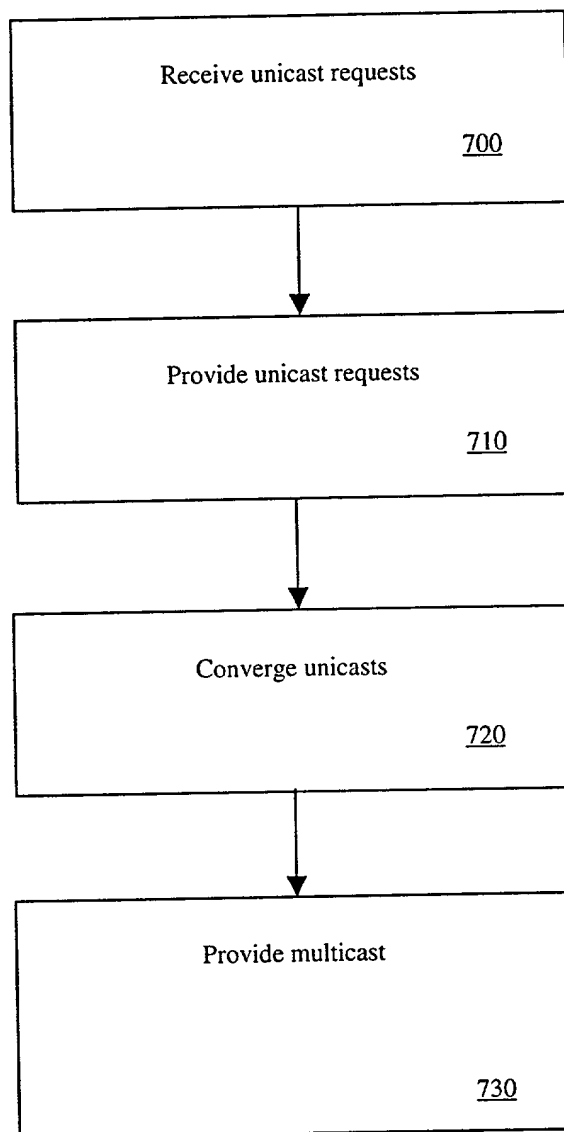 Receive unicast requests
700
Provide unicast requests
710
Converge unicasts
720
Provide multicast
730